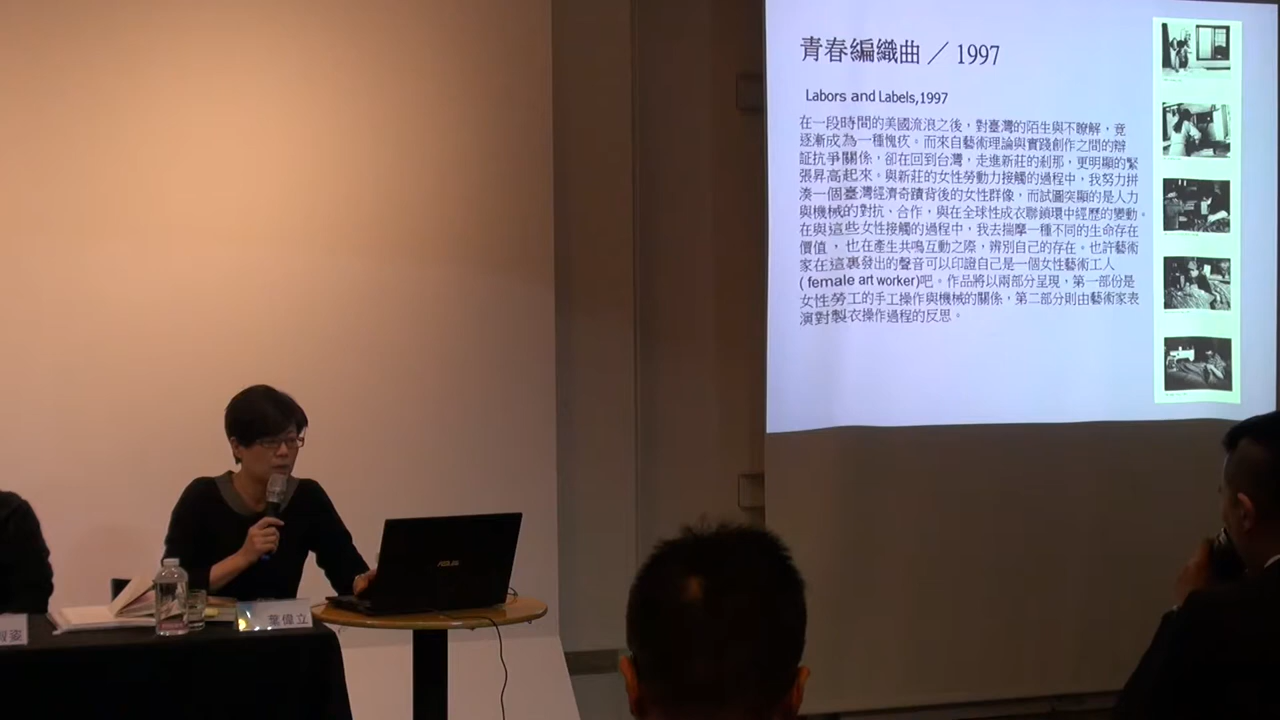 青春編織曲／1997
Labors and Labels,1997
在一段時間的美國流浪之後，對臺灣的陌生與不瞭解，竟
逐漸成為一種愧疚。而來自藝術理論與實踐創作之間的辯
証抗爭關係，卻在回到台灣，走進新莊的剎那，更明顯的緊
張昇高起來。與新莊的女性勞動力接觸的過程中，我努力拼
湊一個臺灣經濟奇蹟背後的女性群像，而試圖突顯的是人力
與機械的對抗、合作，與在全球性成衣聯鎖環中經歷的變動。
在與這些女性接觸的過程中，我去揣摩一種不同的生命存在
價值，也在產生共鳴互動之際，辨別自己的存在。也許藝術
家在這裏發出的聲音可以印證自己是一個女性藝術工人
( female art worker)吧。作品將以兩部分呈現，第一部份是
女性勞工的手工操作與機械的關係，第二部分則由藝術家表
演對製衣操作過程的反思。
ASUS
葉偉立
姿